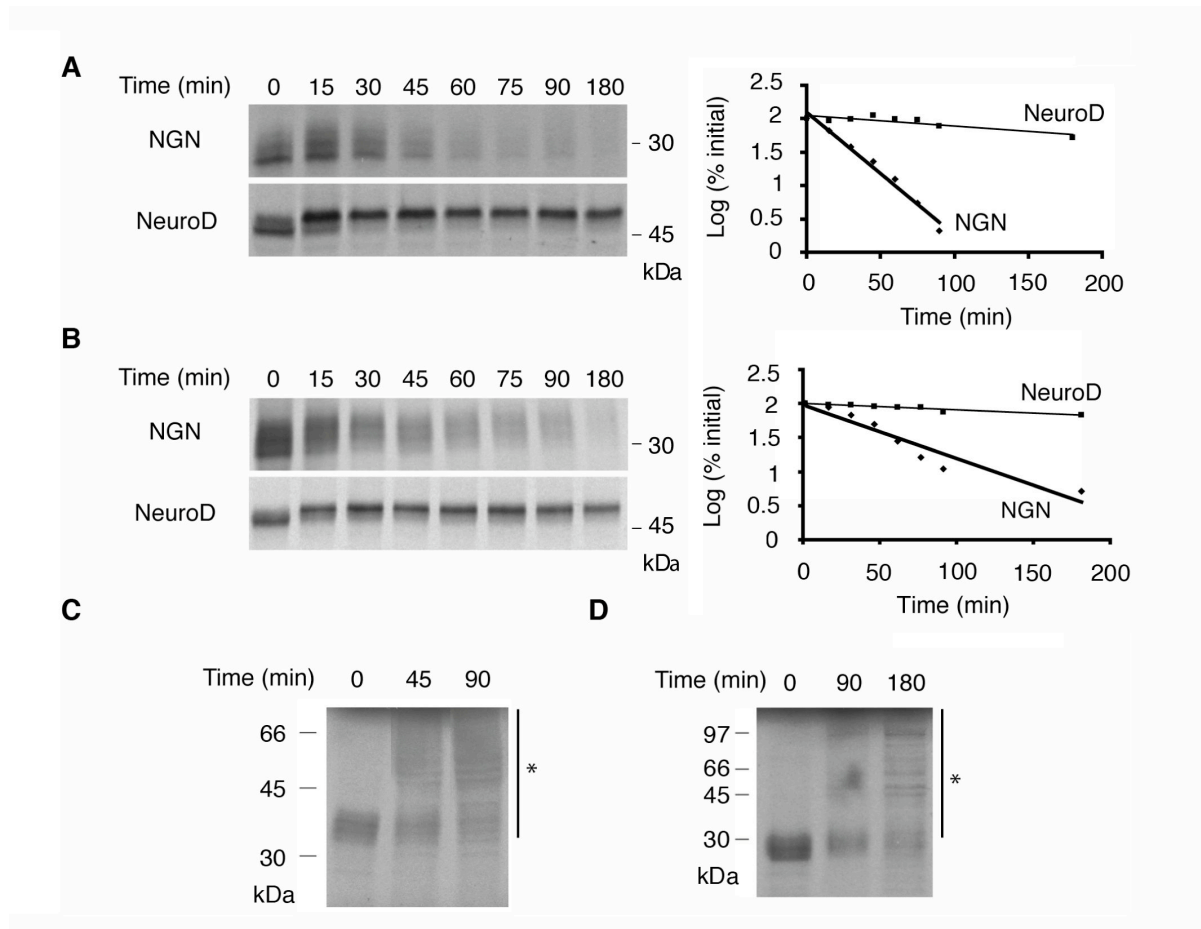 A
Time (min) 0 15 30 45 60 75 90 180
NGN
- 30
NeuroD
- 45
kDa
2.5
2
1.5
1
0.5
0
Log (% initial)
NeuroD
NGN
0 50 100 150 200
Time (min)
B
Time (min) 0 15 30 45 60 75 90 180
NGN
- 30
NeuroD
- 45
kDa
2.5
2
1.5
1
0.5
0
Log (% initial)
NeuroD
NGN
0 50 100 150 200
Time (min)
C
Time (min) 0 45 90
66 –
45 –
30 –
kDa
*
D
Time (min) 0 90 180
97 –
66 –
45 –
30 –
kDa
*